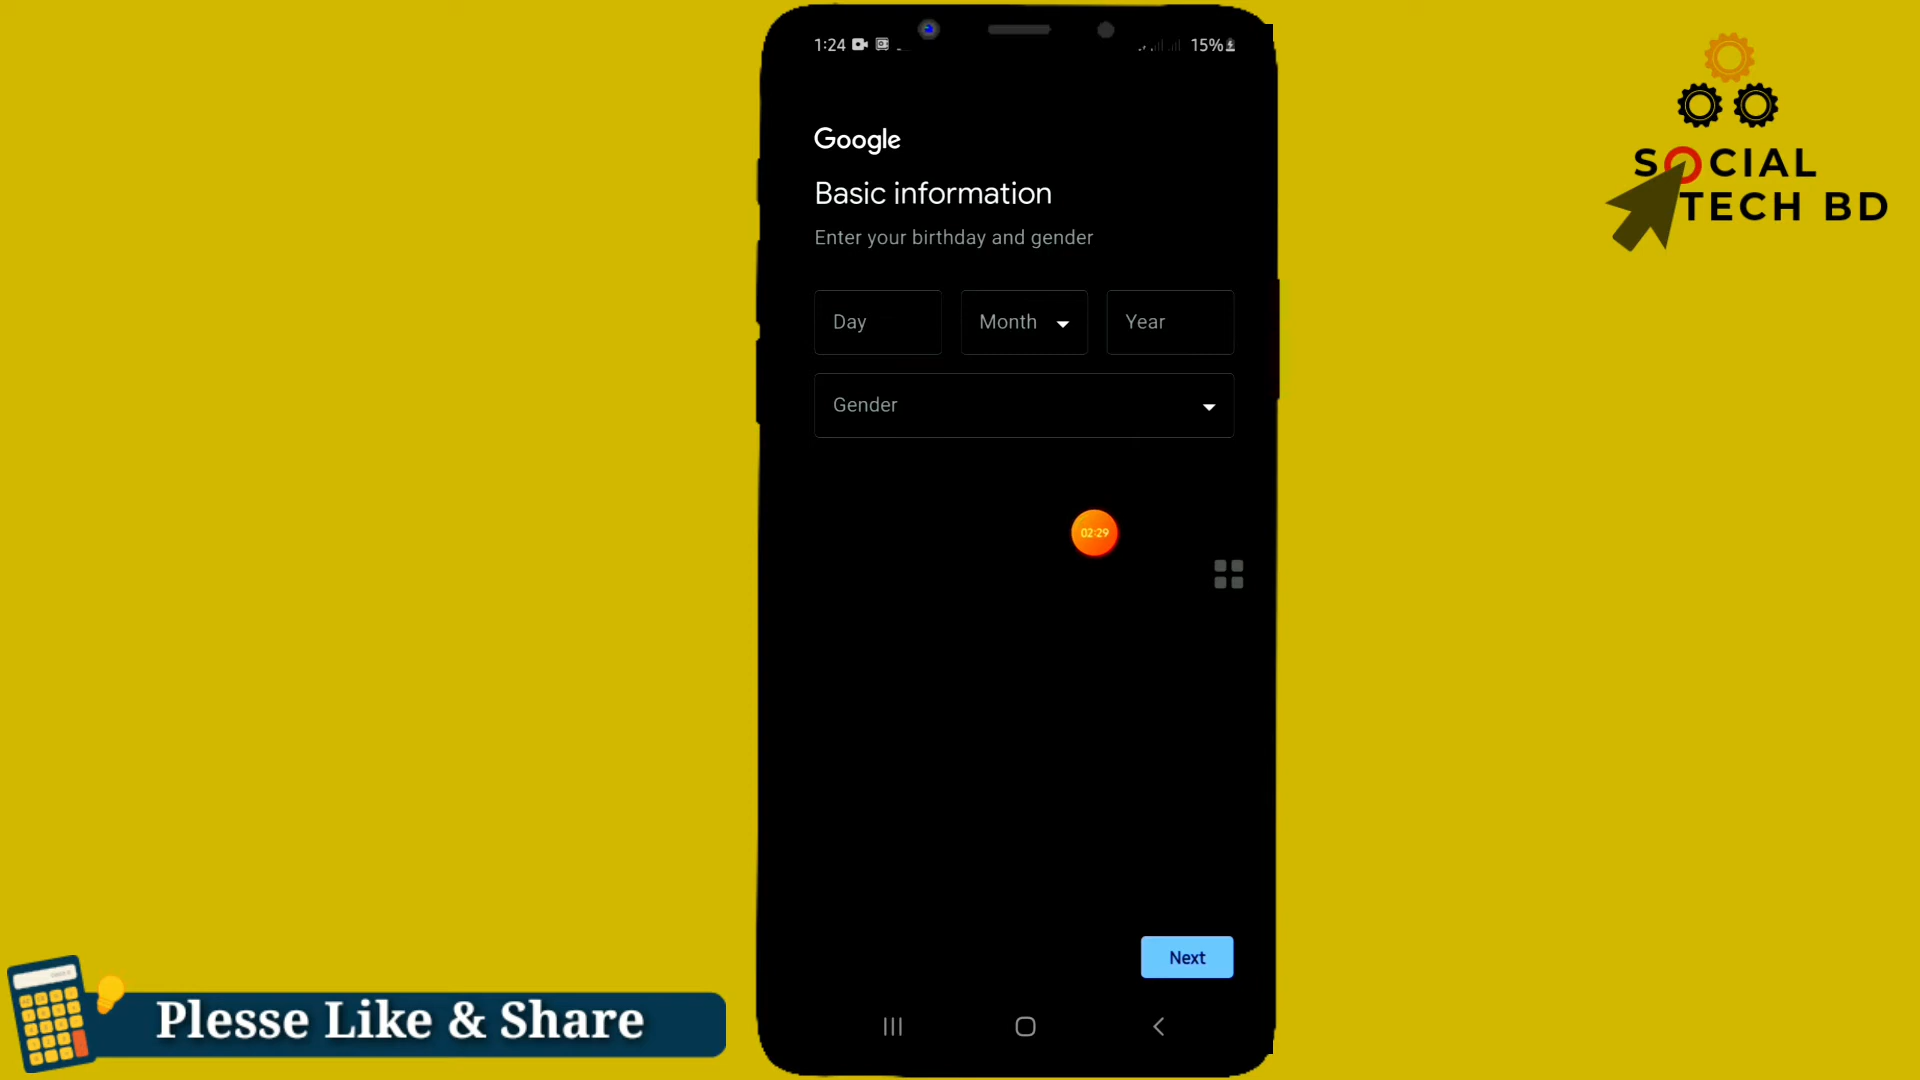 1:24
15%
Google
Basic information
Enter your birthday and gender
Day
Month
Year
Gender
02:29
Next
SOCIAL
TECH BD
Plesse Like & Share